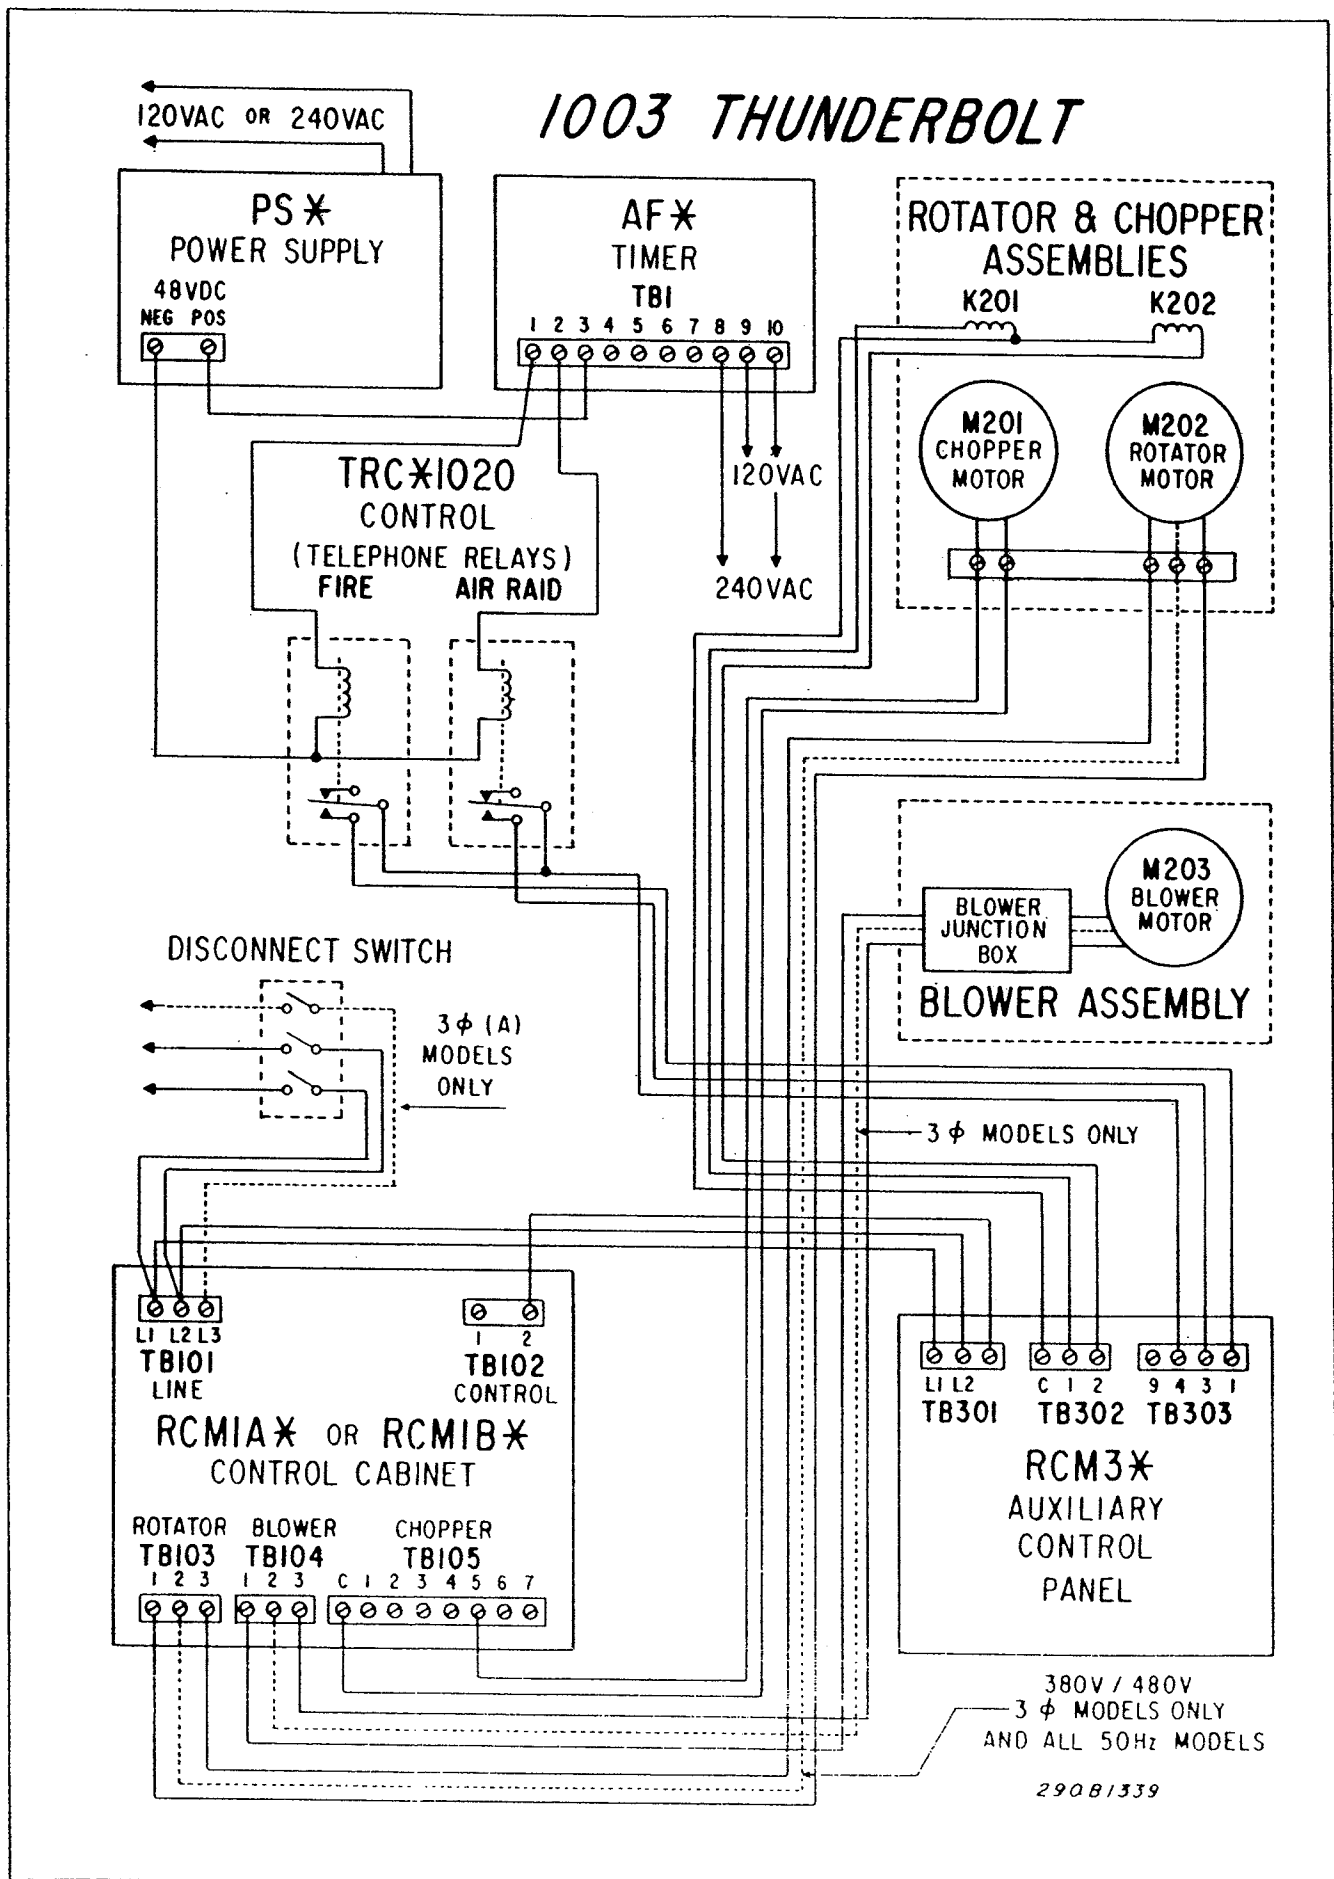 1003 THUNDERBOLT
120VAC OR 240VAC
PS*
POWER SUPPLY
48VDC
NEG POS
AF*
TIMER
TB1
1 2 3 4 5 6 7 8 9 10
120VAC
240VAC
ROTATOR & CHOPPER
ASSEMBLIES
K201 K202
M201
CHOPPER
MOTOR
M202
ROTATOR
MOTOR
TRC*1020
CONTROL
(TELEPHONE RELAYS)
FIRE AIR RAID
M203
BLOWER
MOTOR
BLOWER
JUNCTION
BOX
BLOWER ASSEMBLY
DISCONNECT SWITCH
3ϕ (A)
MODELS
ONLY
3ϕ MODELS ONLY
L1 L2 L3
TB101
LINE
1 2
TB102
CONTROL
RCM1A* OR RCM1B*
CONTROL CABINET
ROTATOR BLOWER CHOPPER
TB103 TB104 TB105
1 2 3 1 2 3 C 1 2 3 4 5 6 7
L1 L2 C 1 2 9 4 3 1
TB301 TB302 TB303
RCM3*
AUXILIARY
CONTROL
PANEL
380V / 480V
3 ϕ MODELS ONLY
AND ALL 50Hz MODELS
290B1339